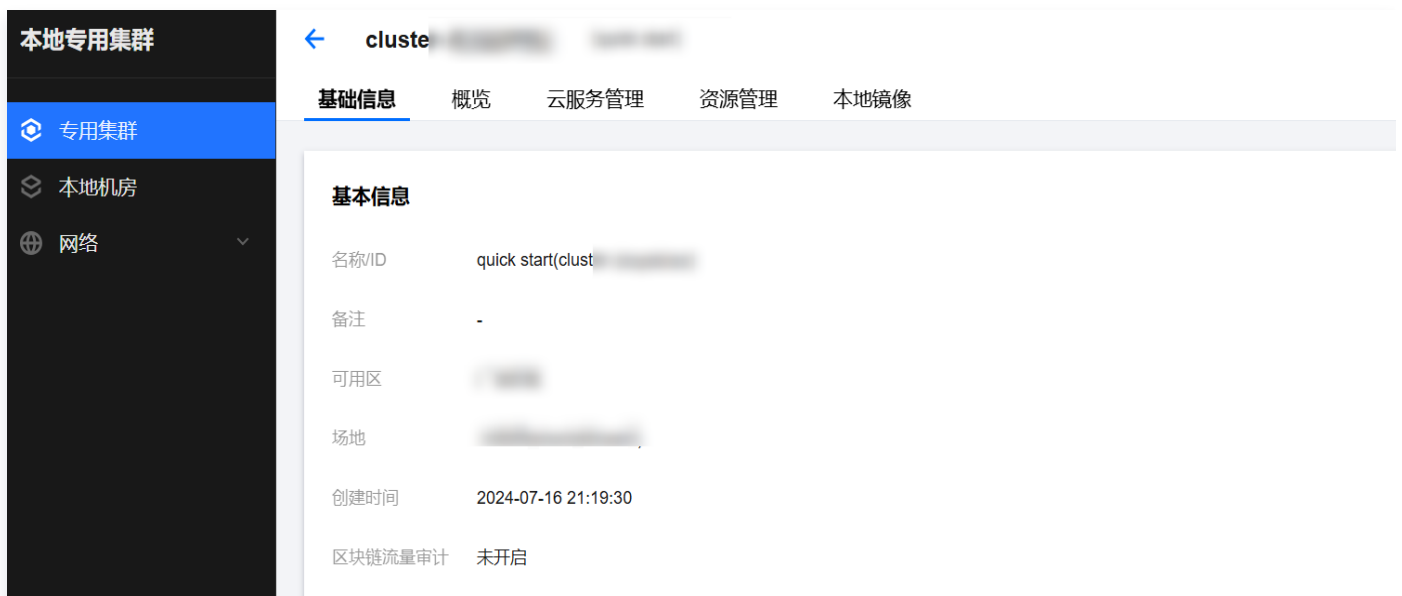 本地专用集群
专用集群
本地机房
网络
cluste
基础信息 概览 云服务管理 资源管理 本地镜像
基本信息
名称/ID quick start(clust
备注 -
可用区
场地
创建时间 2024-07-16 21:19:30
区块链流量审计 未开启